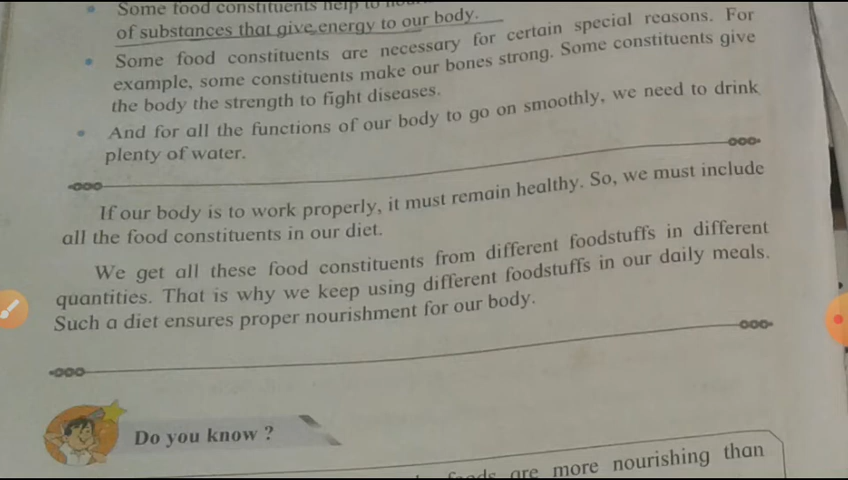 Some food constituents help to
of substances that give energy to our body.
Some food constituents are necessary for certain special reasons. For
example, some constituents make our bones strong. Some constituents give
the body the strength to fight diseases.
And for all the functions of our body to go on smoothly, we need to drink
plenty of water.
If our body is to work properly, it must remain healthy. So, we must include
all the food constituents in our diet.
We get all these food constituents from different foodstuffs in different
quantities. That is why we keep using different foodstuffs in our daily meals.
Such a diet ensures proper nourishment for our body.
Do you know ?
foods are more nourishing than